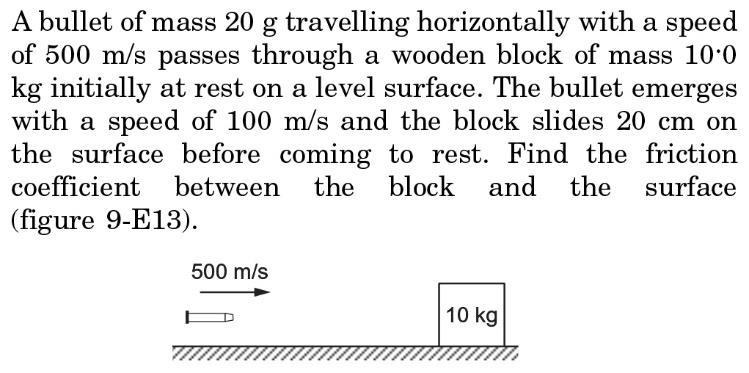 A bullet of mass 20 g travelling horizontally with a speed
of 500 m/s passes through a wooden block of mass 10·0
kg initially at rest on a level surface. The bullet emerges
with a speed of 100 m/s and the block slides 20 cm on
the surface before coming to rest. Find the friction
coefficient between the block and the surface
(figure 9-E13).
500 m/s
10 kg